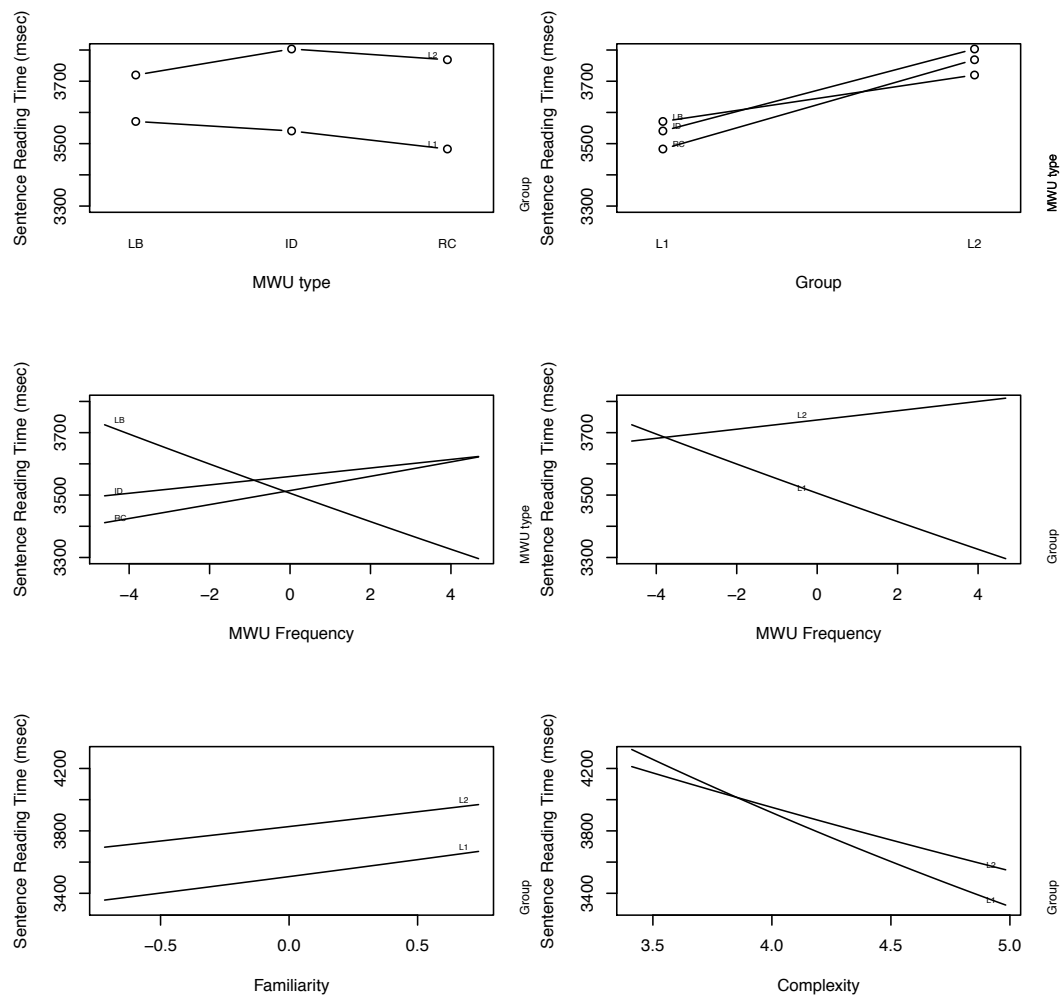 Sentence Reading Time (msec)
3300
3500
3700
LB
ID
RC
MWU type
L2
L1
Group
Sentence Reading Time (msec)
3300
3500
3700
L1
L2
Group
LB
ID
RC
MWU type
Sentence Reading Time (msec)
3300
3500
3700
−4
−2
0
2
4
MWU Frequency
LB
ID
RC
MWU type
Sentence Reading Time (msec)
3300
3500
3700
−4
−2
0
2
4
MWU Frequency
L2
L1
Group
Sentence Reading Time (msec)
3400
3800
4200
−0.5
0.0
0.5
Familiarity
L2
L1
Group
Sentence Reading Time (msec)
3400
3800
4200
3.5
4.0
4.5
5.0
Complexity
L2
L1
Group